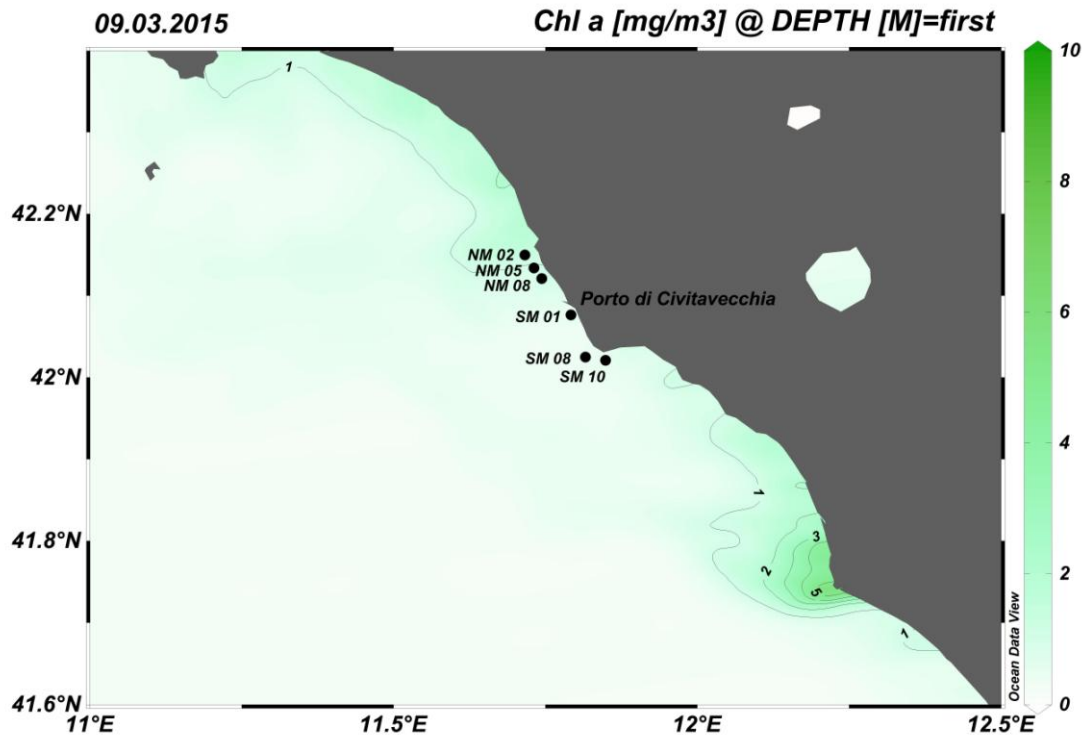 09.03.2015
Chl a [mg/m3] @ DEPTH [M]=first
10
8
6
4
2
0
42.2°N
42°N
41.8°N
41.6°N
11°E
11.5°E
12°E
12.5°E
1
NM 02
NM 05
NM 08
Porto di Civitavecchia
SM 01
SM 08
SM 10
1
3
2
5
1
Ocean Data View